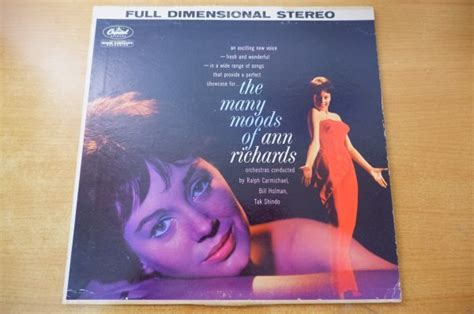 FULL DIMENSIONAL STEREO
Capitol
an exciting new voice
—fresh and wonderful
—in a wide range of songs
that provide a perfect
showcase for...
the
many
moods
of ann
richards
orchestras conducted
by Ralph Carmichael,
Bill Holman,
Tak Shindo